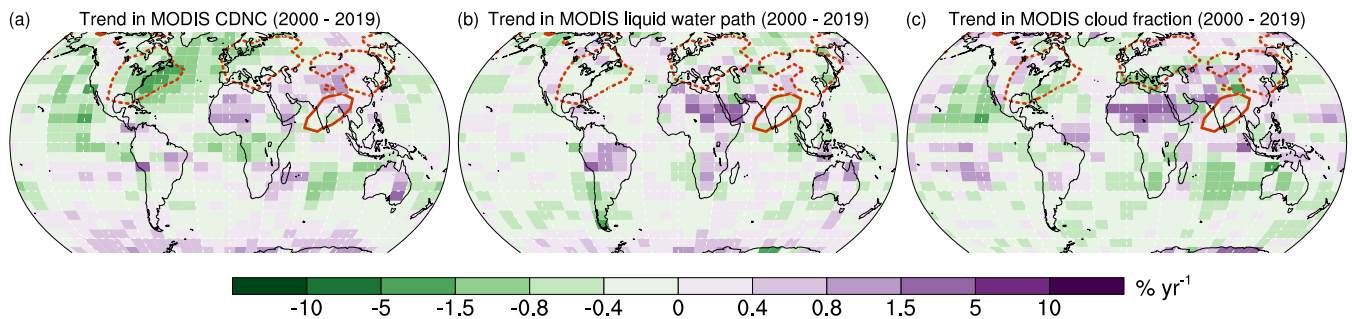 (a) Trend in MODIS CDNC (2000 - 2019)
(b) Trend in MODIS liquid water path (2000 - 2019)
(c) Trend in MODIS cloud fraction (2000 - 2019)
-10 -5 -1.5 -0.8 -0.4 0 0.4 0.8 1.5 5 10 % yr⁻¹